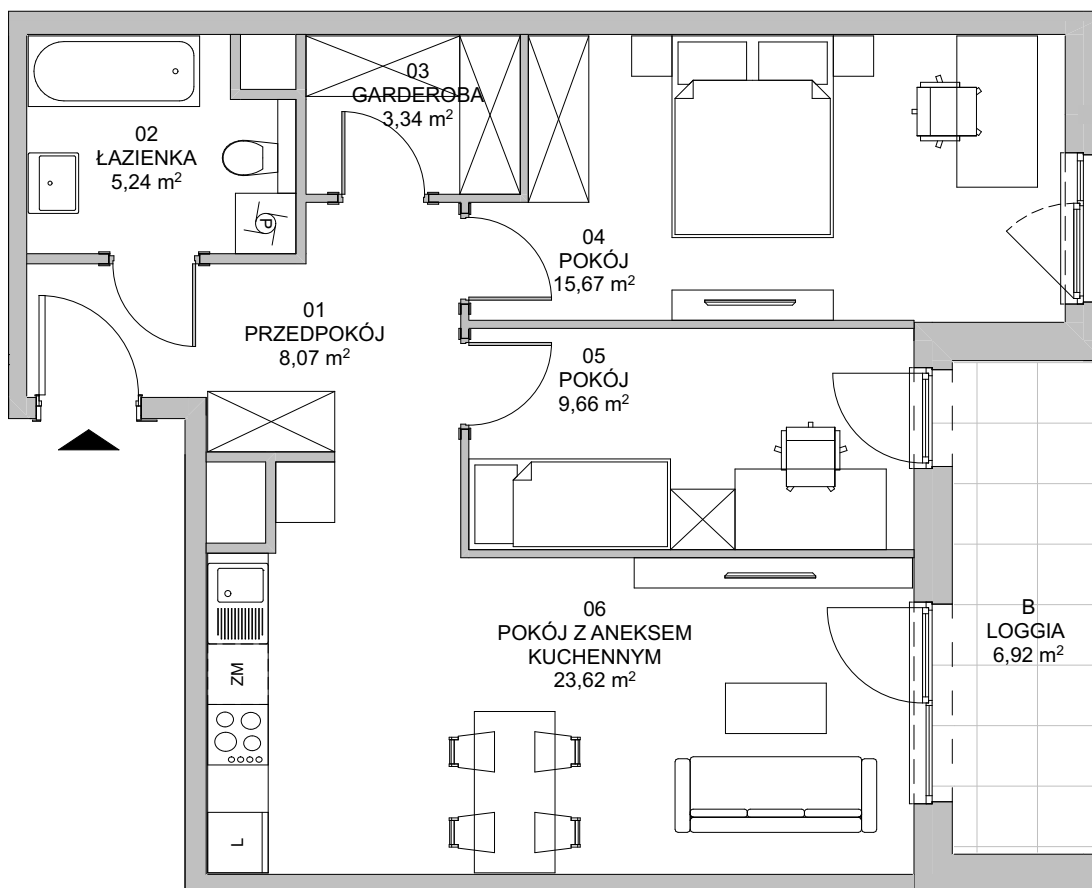 03
GARDEROBA
3,34 m²
02
ŁAZIENKA
5,24 m²
P
04
POKÓJ
15,67 m²
01
PRZEDPOKÓJ
8,07 m²
05
POKÓJ
9,66 m²
06
POKÓJ Z ANEKSEM
KUCHENNYM
23,62 m²
B
LOGGIA
6,92 m²
ZM
L